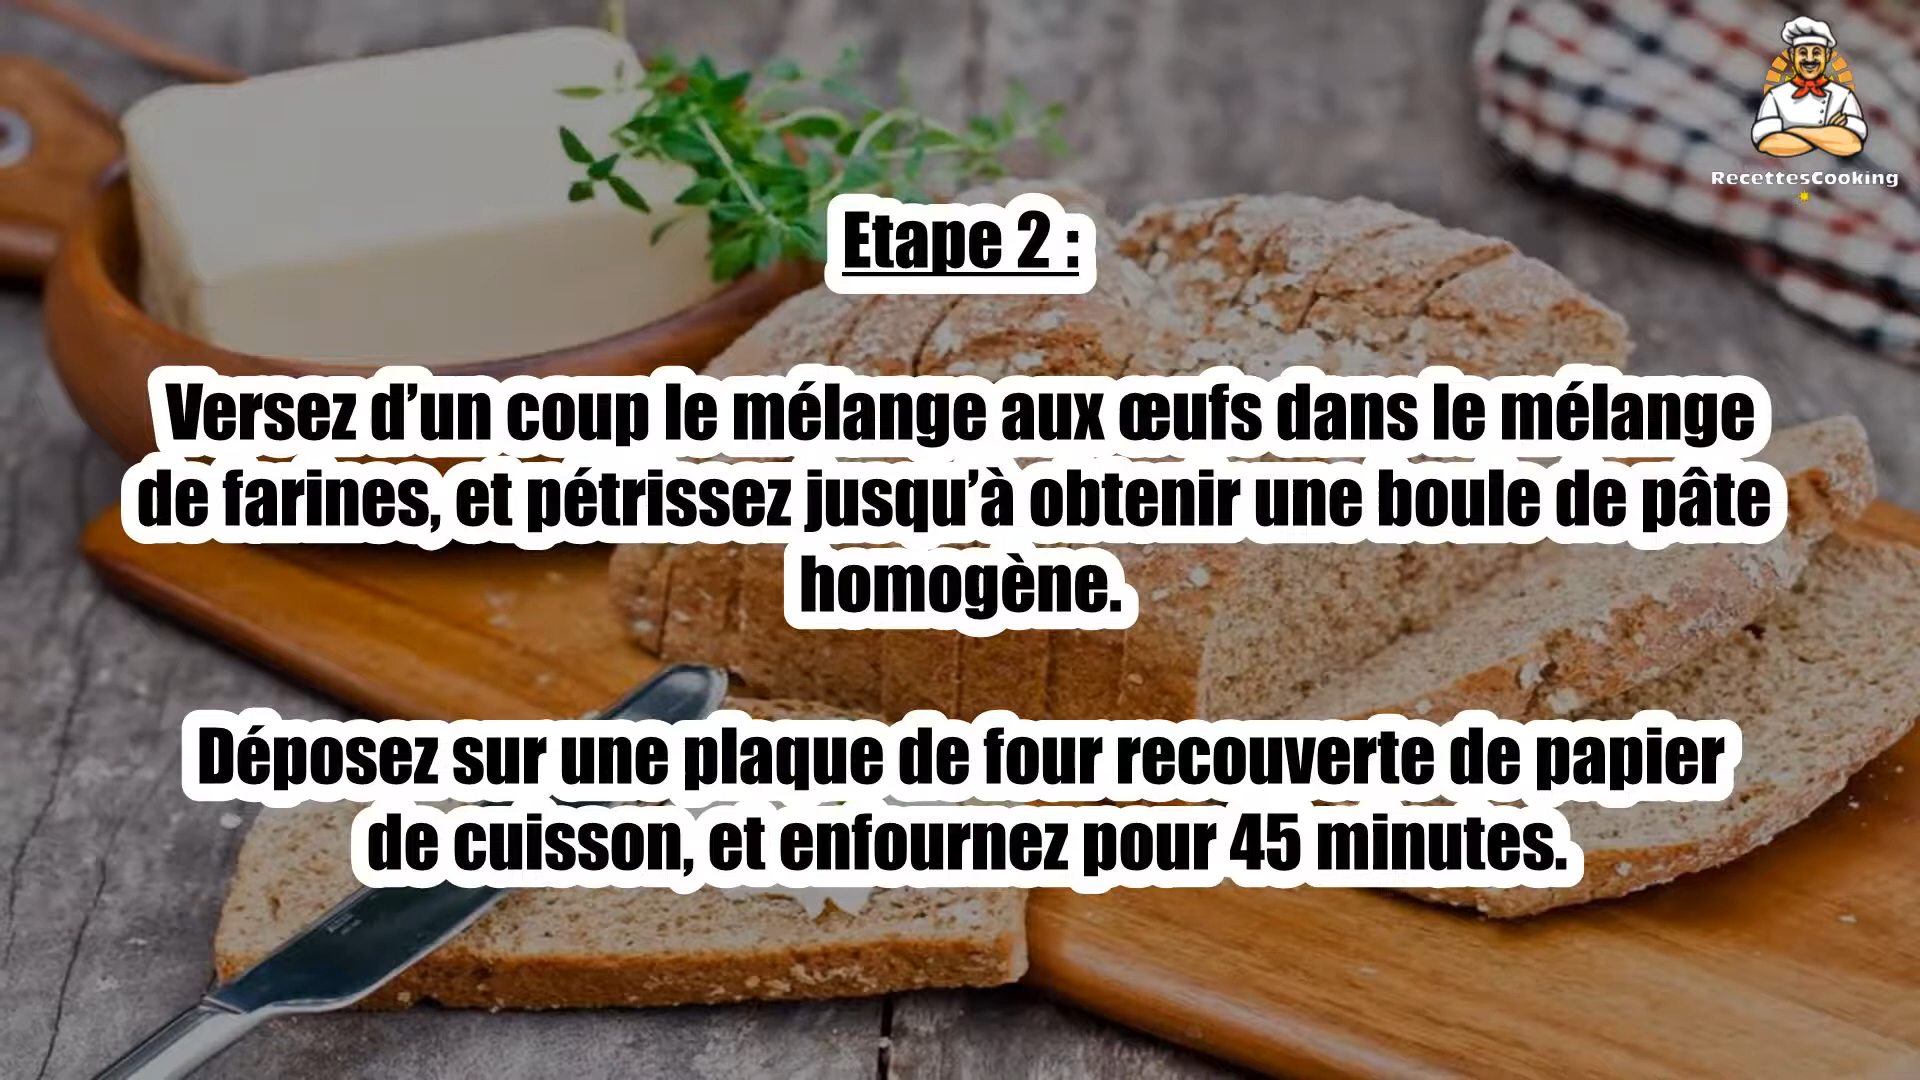 RecettesCooking
Etape 2 :
Versez d’un coup le mélange aux œufs dans le mélange
de farines, et pétrissez jusqu’à obtenir une boule de pâte
homogène.
Déposez sur une plaque de four recouverte de papier
de cuisson, et enfournez pour 45 minutes.